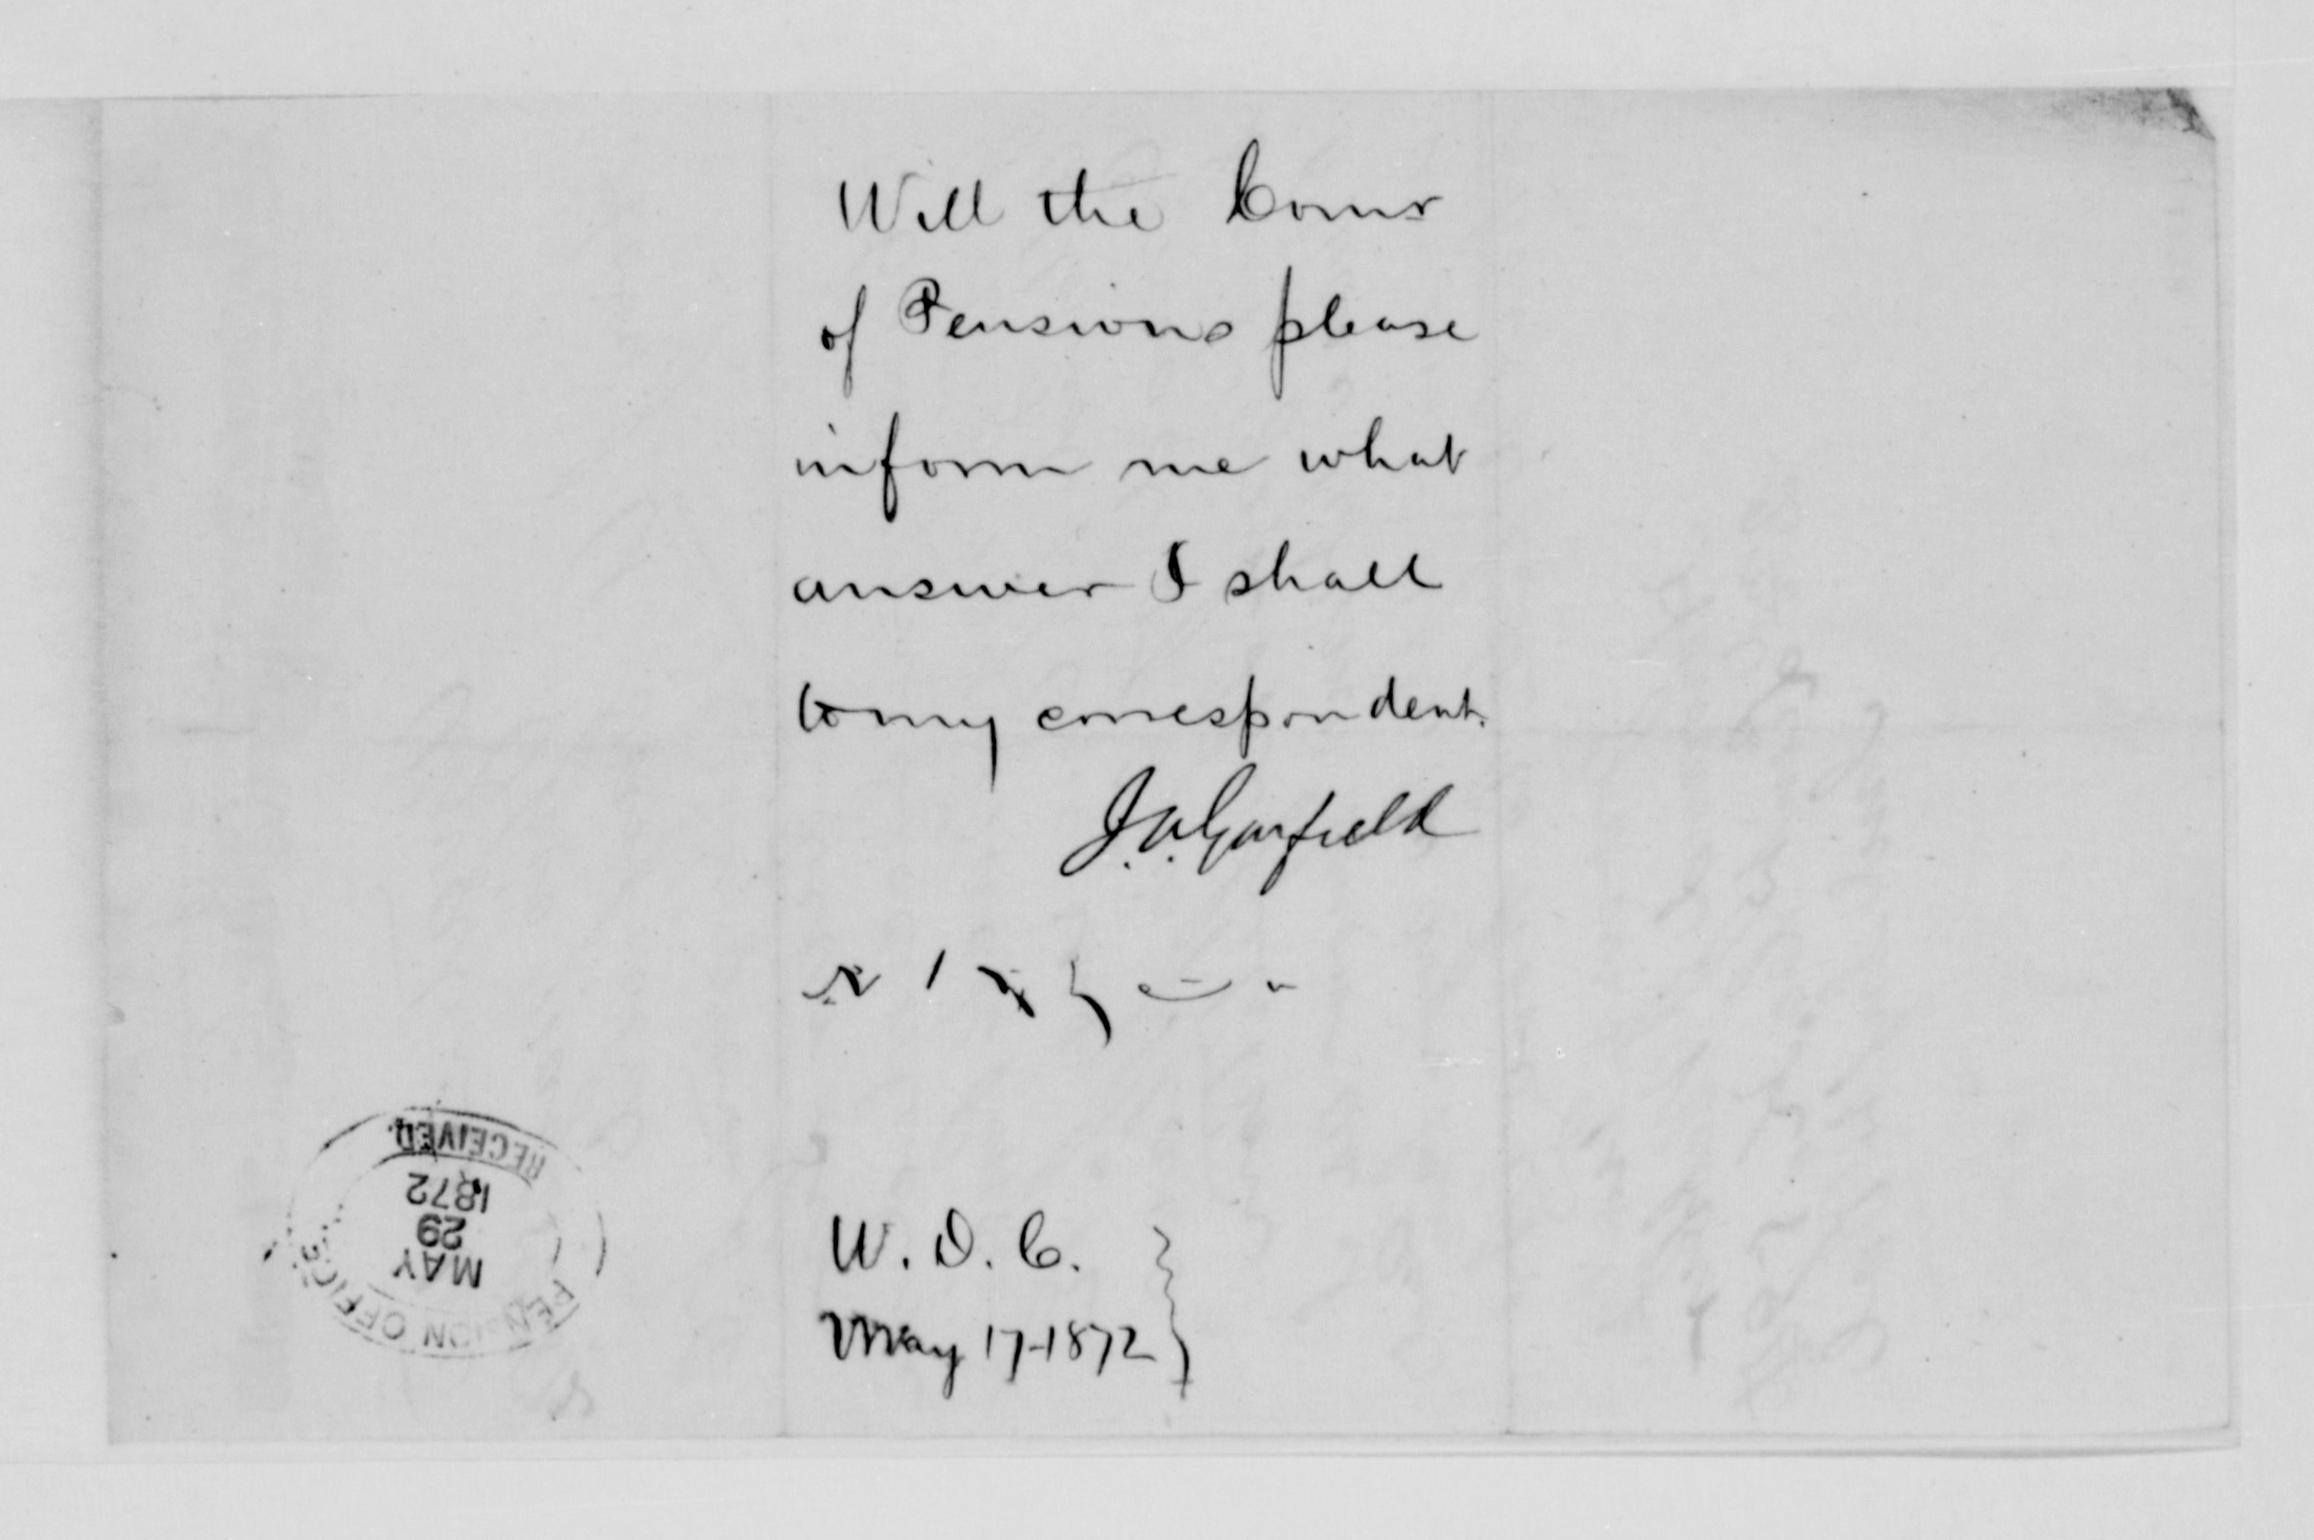 Will the Comr
of Pensions please
inform me what
answer I shall
to my correspondent.
J. A. Garfield
W. D. C.
May 17-1872
PENSION OFFICE
MAY
29
1872
RECEIVED.